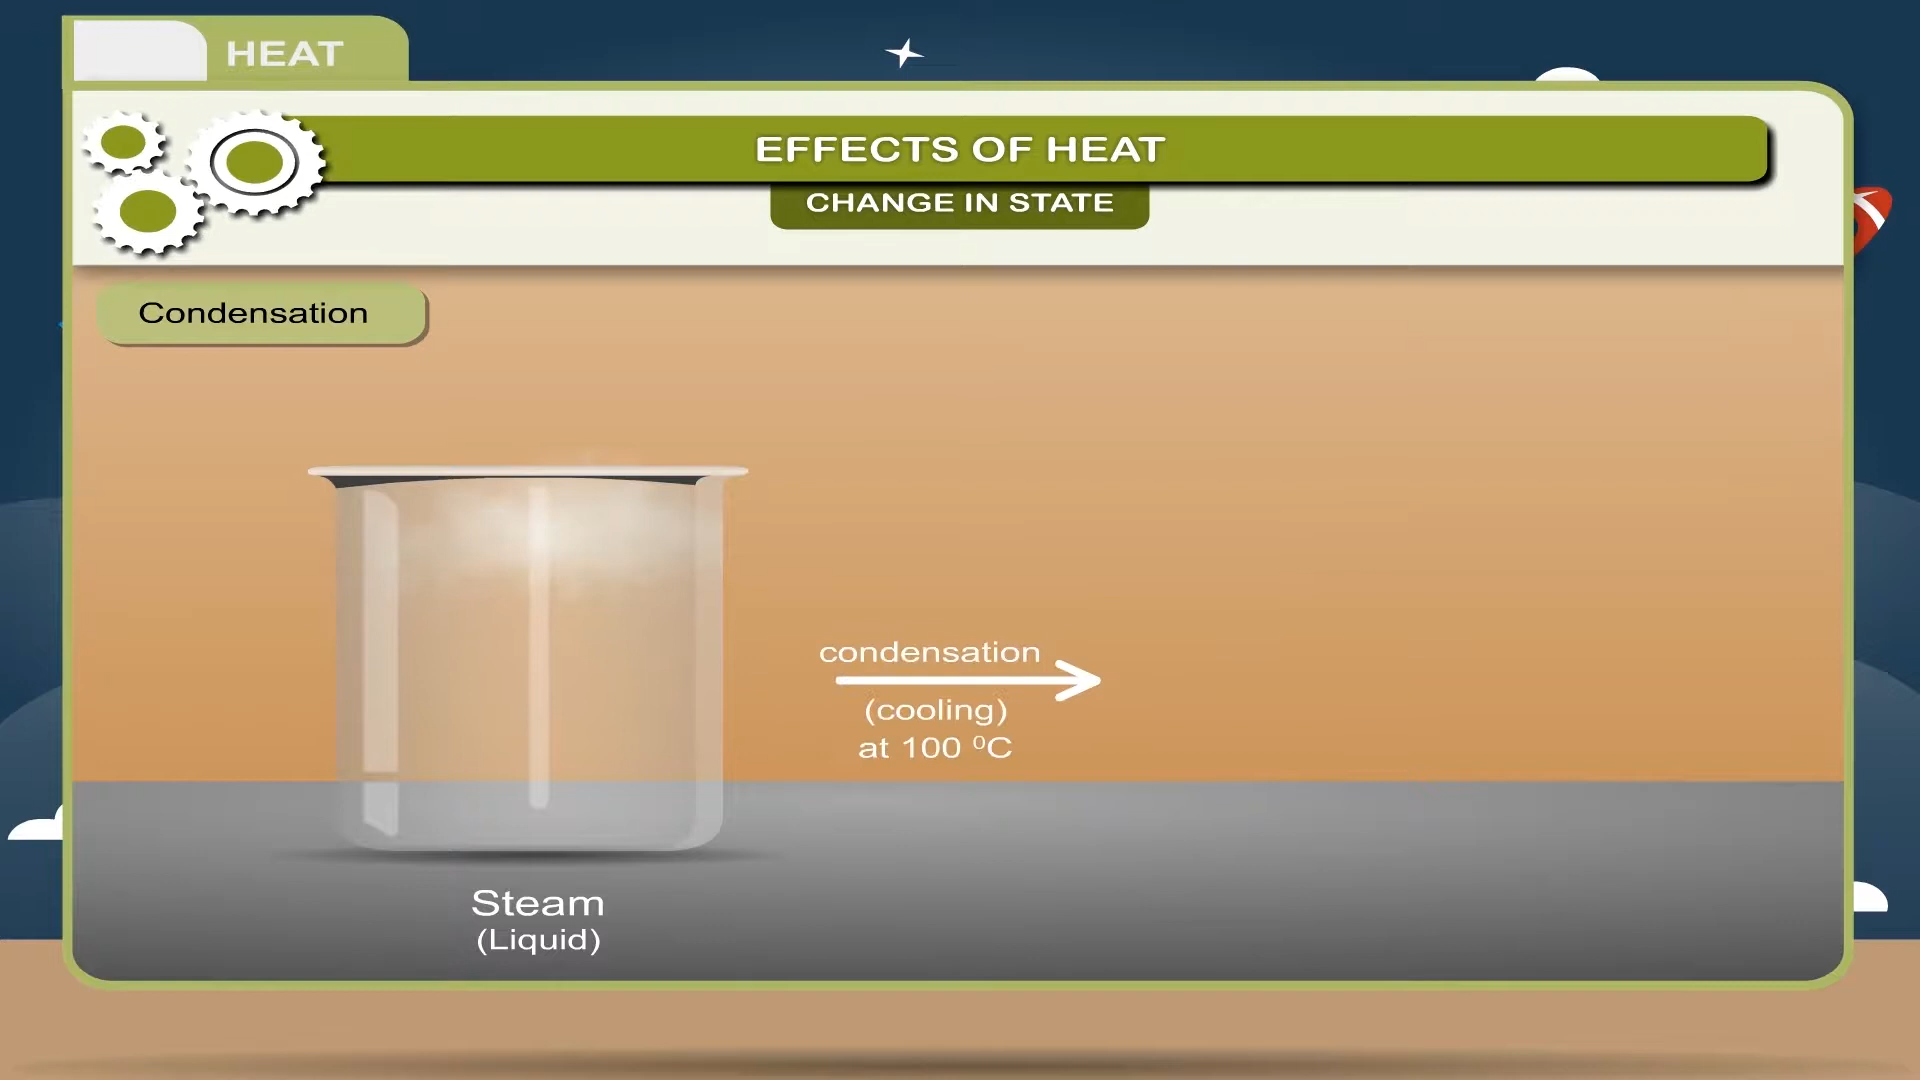 HEAT
EFFECTS OF HEAT
CHANGE IN STATE
Condensation
condensation
(cooling)
at 100 ⁰C
Steam
(Liquid)